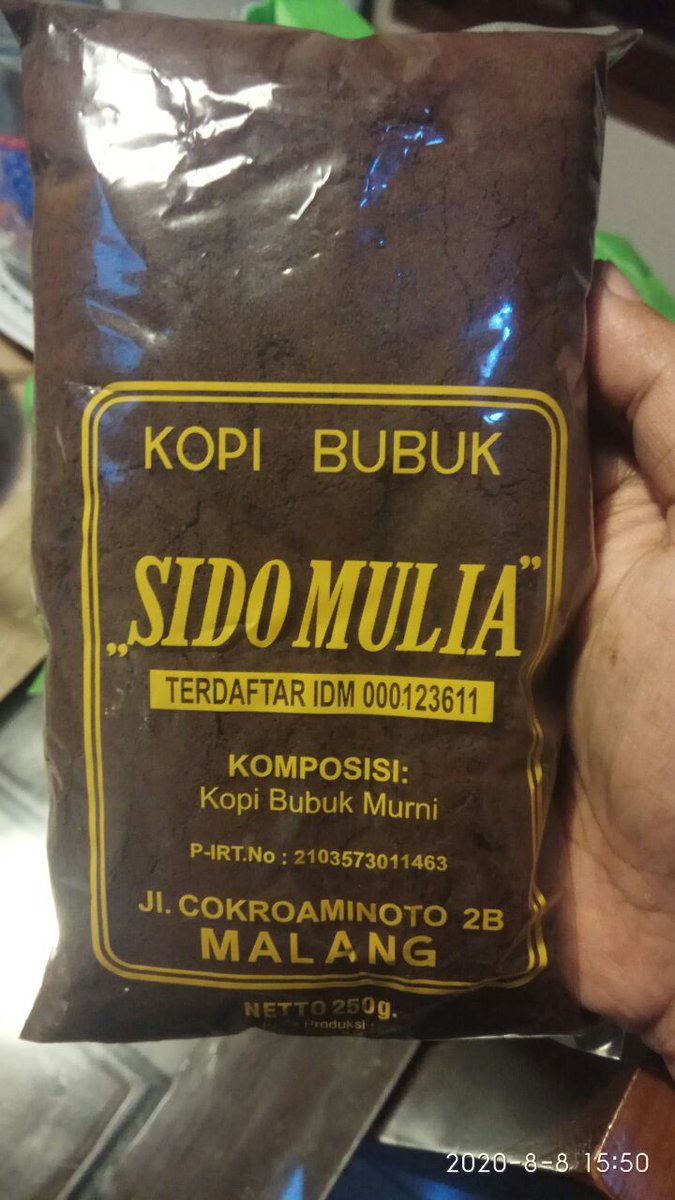 KOPI BUBUK
„SIDO MULIA”
TERDAFTAR IDM 000123611
KOMPOSISI:
Kopi Bubuk Murni
P-IRT.No : 2103573011463
Jl. COKROAMINOTO 2B
MALANG
NETTO 250g.
Produksi
2020-8-8 15:50